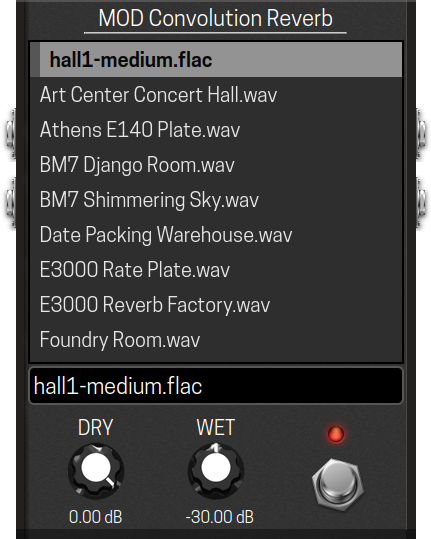 MOD Convolution Reverb
hall1-medium.flac
Art Center Concert Hall.wav
Athens E140 Plate.wav
BM7 Django Room.wav
BM7 Shimmering Sky.wav
Date Packing Warehouse.wav
E3000 Rate Plate.wav
E3000 Reverb Factory.wav
Foundry Room.wav
hall1-medium.flac
DRY WET
0.00 dB -30.00 dB